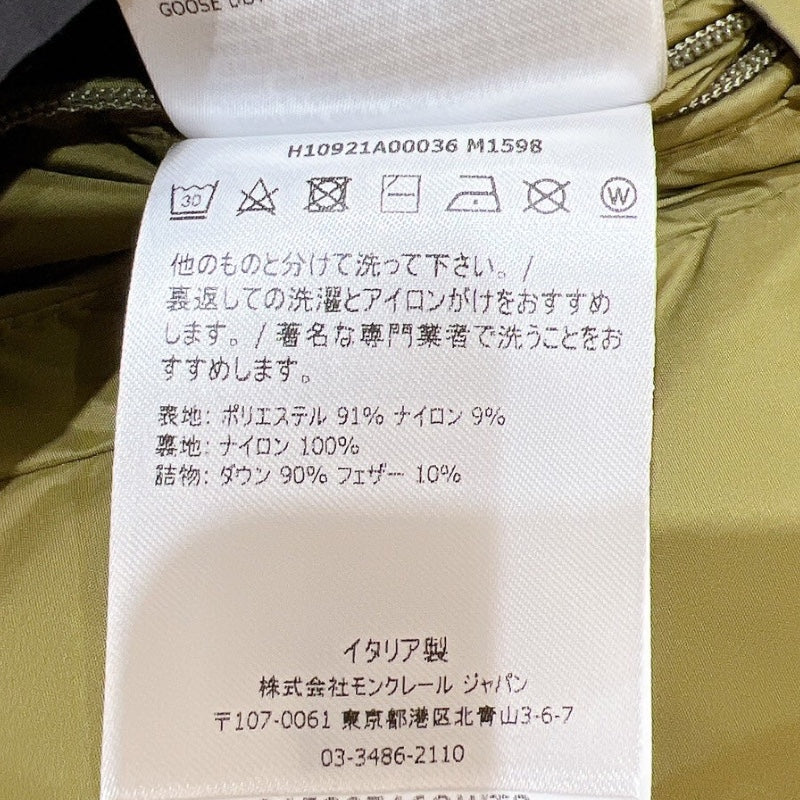 GOOSE
H10921A00036 M1598
30
W
他のものと分けて洗って下さい。/
裏返しての洗濯とアイロンがけをおすすめ
します。/ 著名な専門業者で洗うことをお
すすめします。
表地: ポリエステル 91% ナイロン 9%
裏地: ナイロン 100%
詰物: ダウン 90% フェザー 10%
イタリア製
株式会社モンクレール ジャパン
〒107-0061 東京都港区北青山3-6-7
03-3486-2110